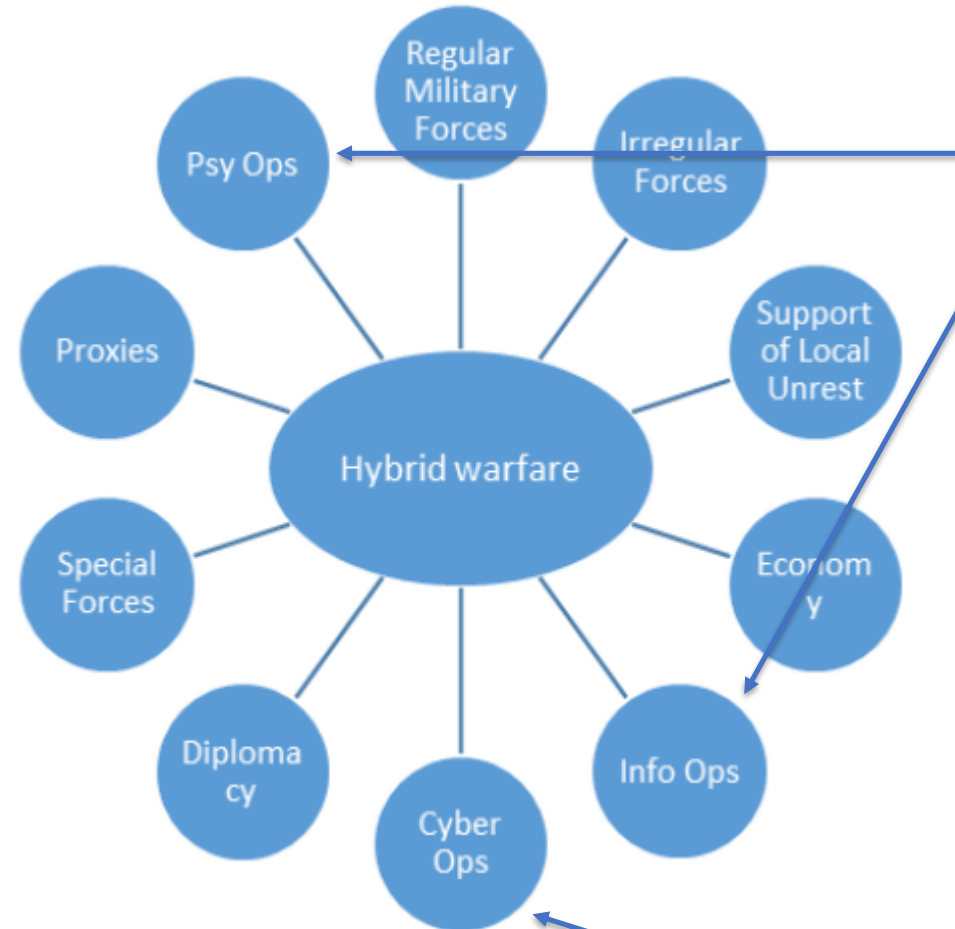 Regular
Military
Forces
Irregular
Forces
Support
of Local
Unrest
Econom
y
Info Ops
Cyber
Ops
Diploma
cy
Special
Forces
Proxies
Psy Ops
Hybrid warfare